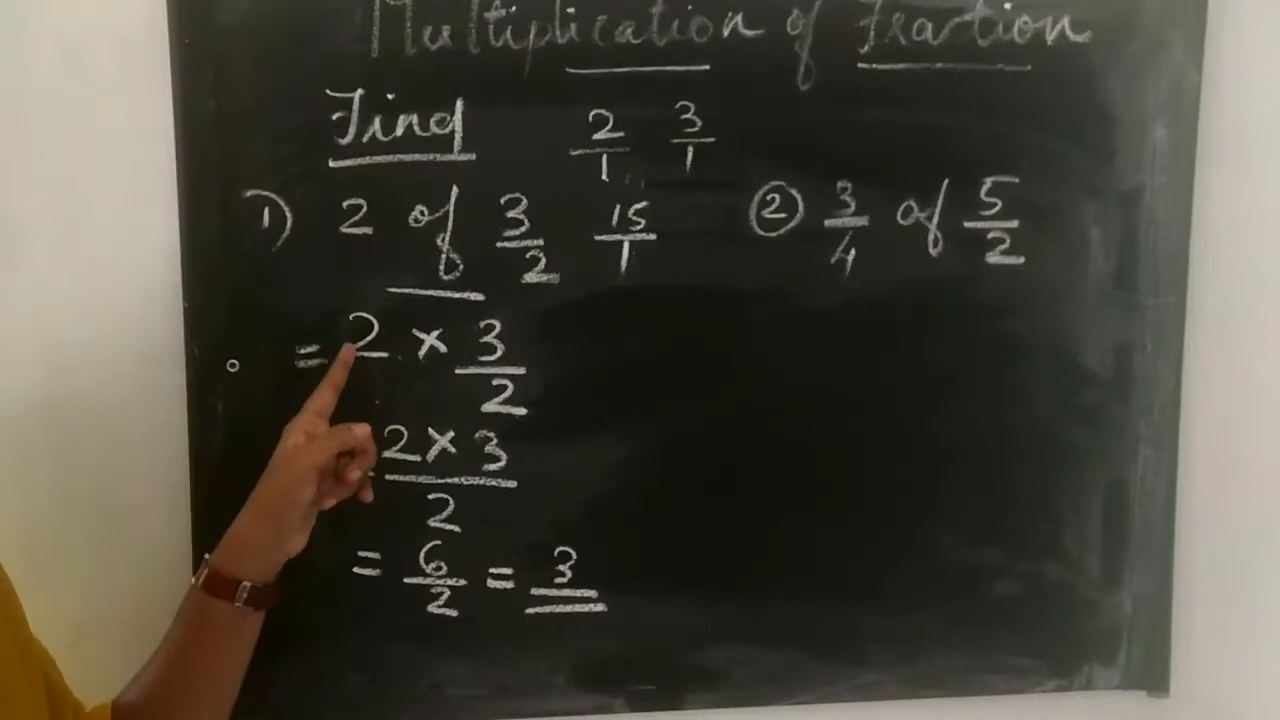 Multiplication of Fraction
Find 2/1 3/1
1) 2 of 3/2 15/1 ② 3/4 of 5/2
= 2 × 3/2
2 × 3 / 2
= 6/2 = 3